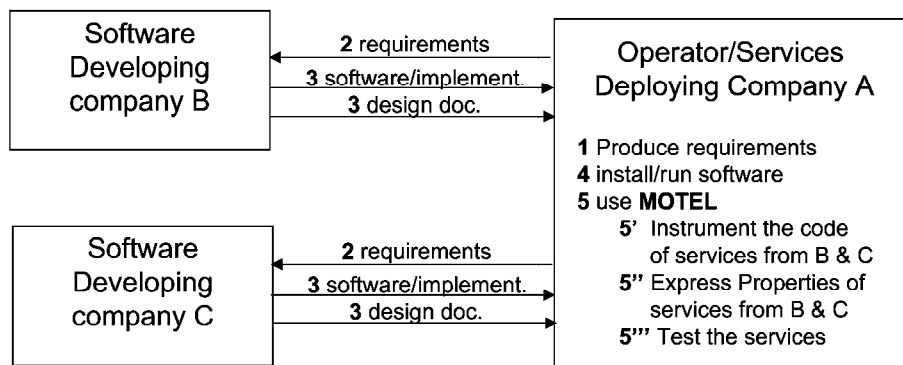 Software
Developing
company B
2 requirements
3 software/implement.
3 design doc.
Software
Developing
company C
2 requirements
3 software/implement.
3 design doc.
Operator/Services
Deploying Company A
1 Produce requirements
4 install/run software
5 use MOTEL
5' Instrument the code
of services from B & C
5'' Express Properties of
services from B & C
5''' Test the services